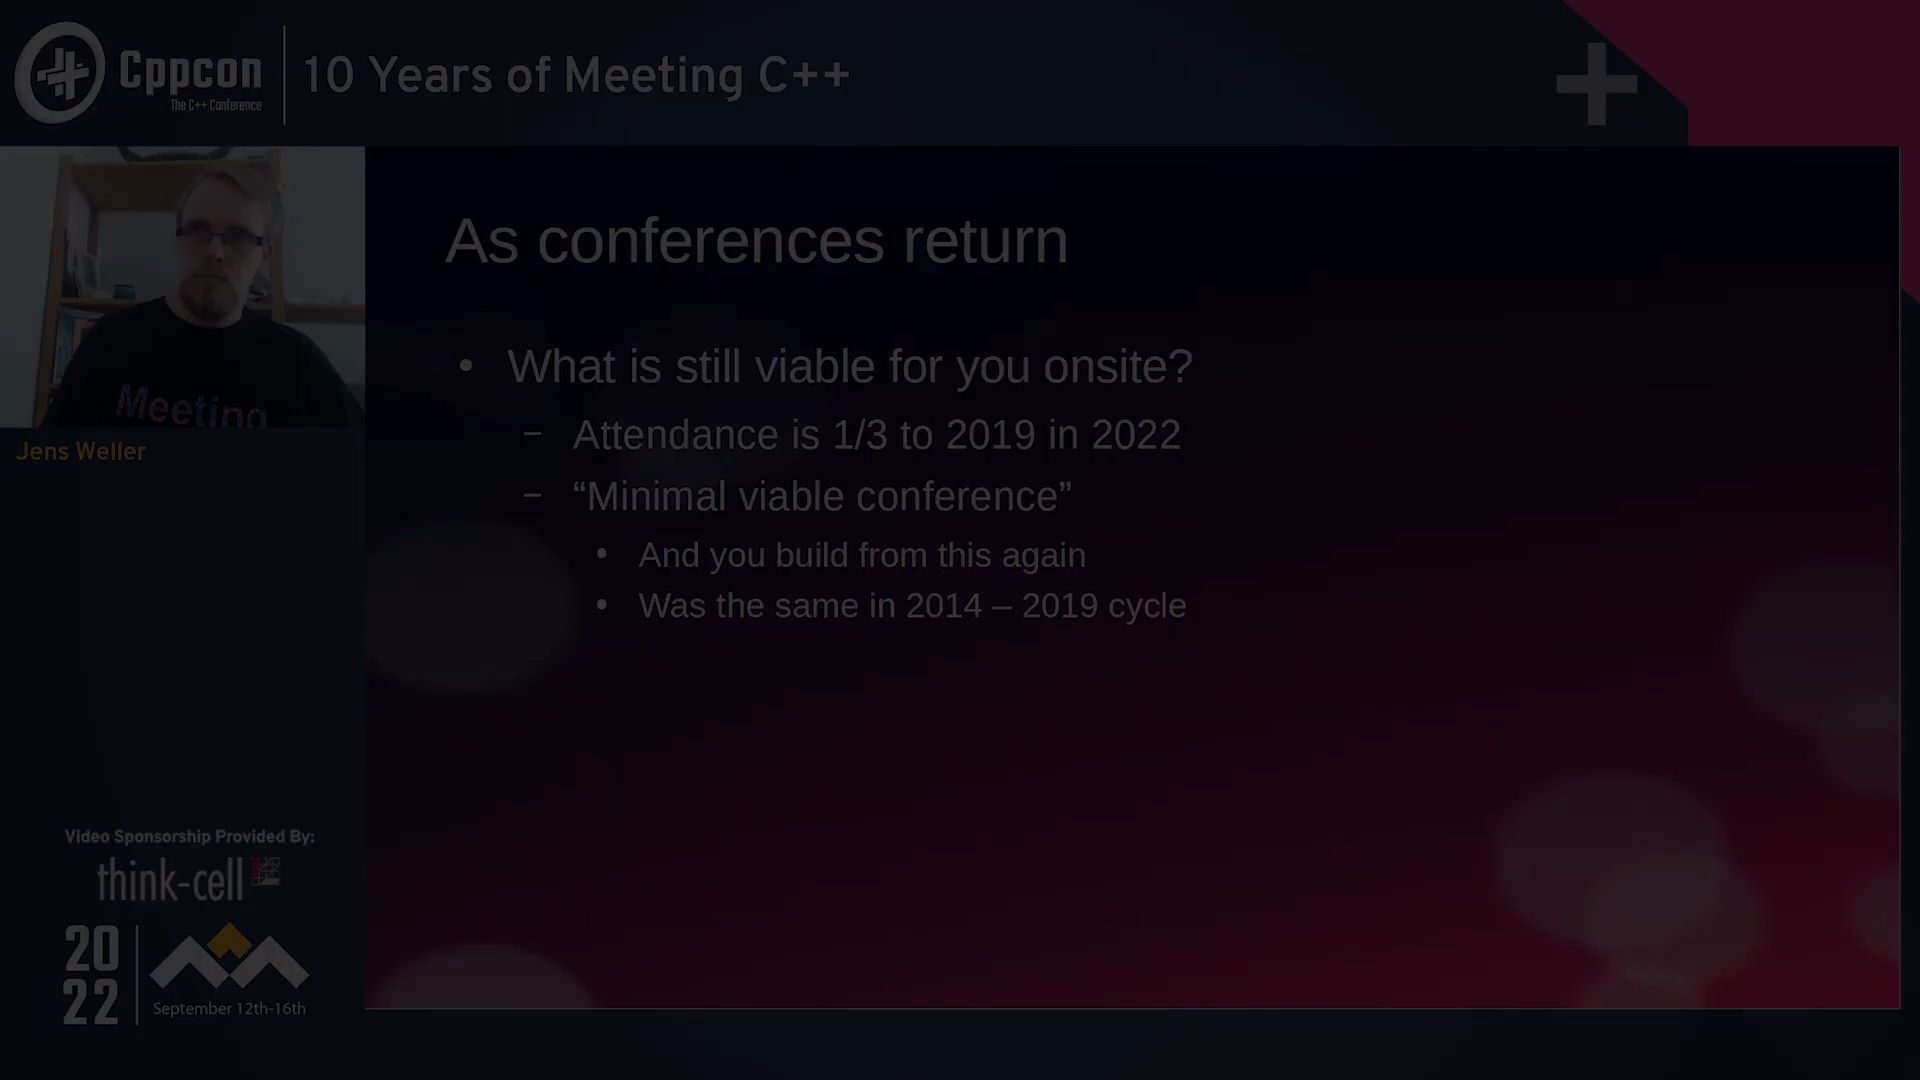 Cppcon
The C++ Conference
10 Years of Meeting C++
Meeting
Jens Weller
As conferences return
• What is still viable for you onsite?
– Attendance is 1/3 to 2019 in 2022
– “Minimal viable conference”
• And you build from this again
• Was the same in 2014 – 2019 cycle
Video Sponsorship Provided By:
think-cell
20
22
September 12th-16th